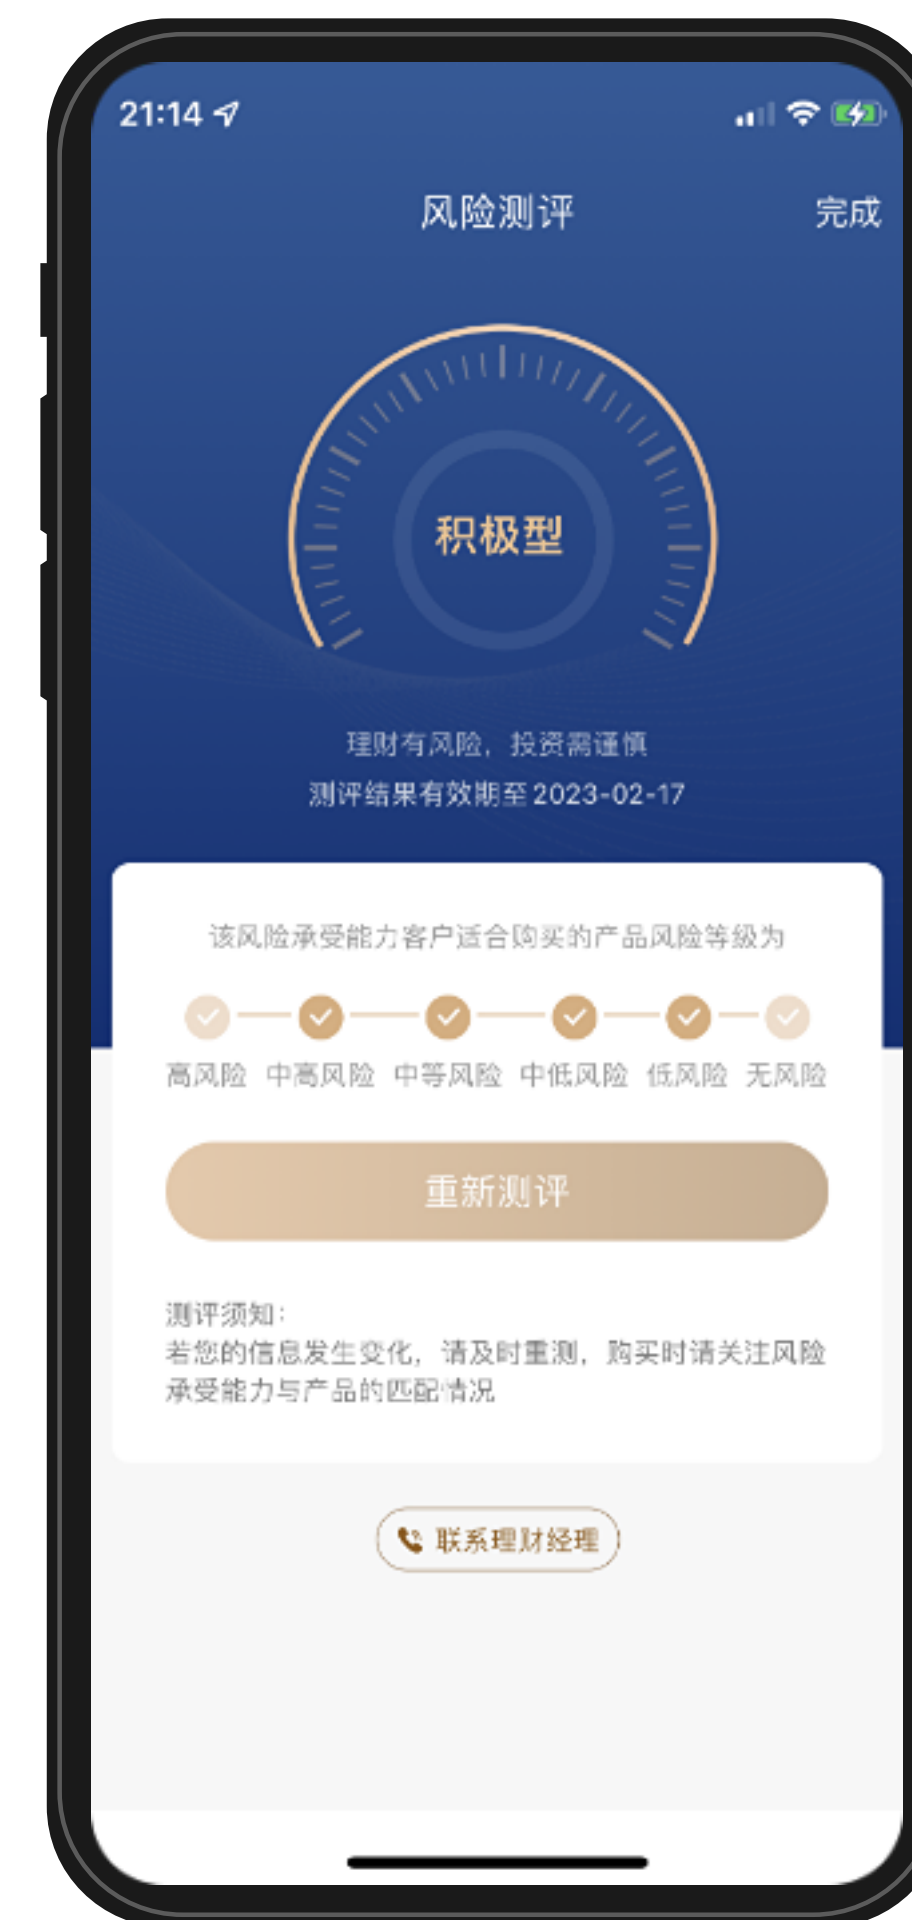 21:14
风险测评
完成
积极型
理财有风险，投资需谨慎
测评结果有效期至2023-02-17
该风险承受能力客户适合购买的产品风险等级为
高风险 中高风险 中等风险 中低风险 低风险 无风险
重新测评
测评须知：
若您的信息发生变化，请及时重测，购买时请关注风险
承受能力与产品的匹配情况
联系理财经理